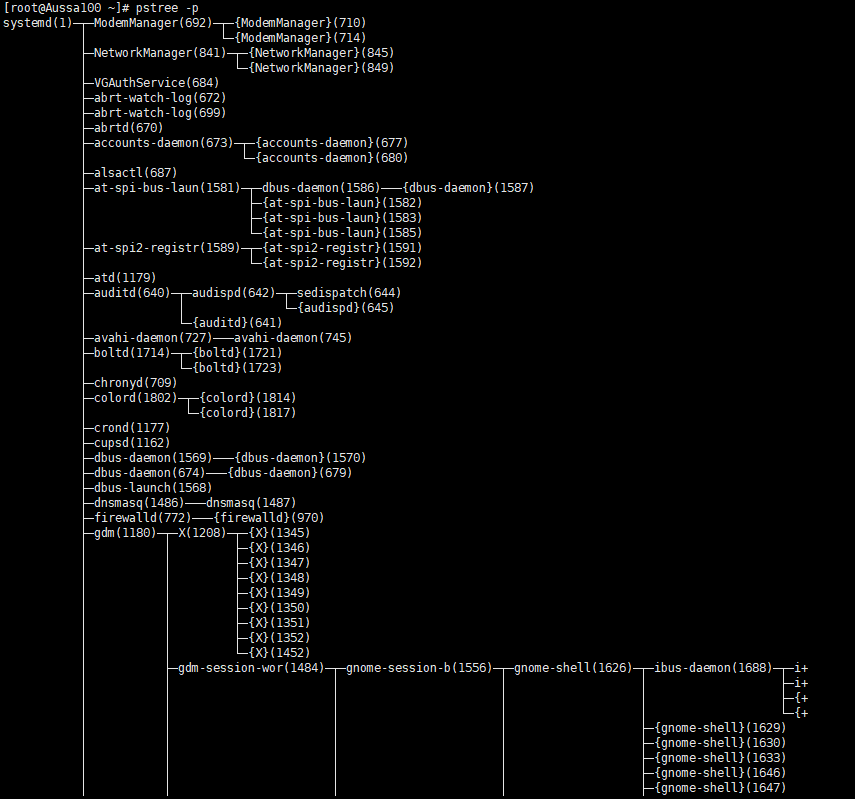 [root@Aussa100 ~]# pstree -p
systemd(1)─┬─ModemManager(692)─┬─{ModemManager}(710)
           │                   └─{ModemManager}(714)
           ├─NetworkManager(841)─┬─{NetworkManager}(845)
           │                     └─{NetworkManager}(849)
           ├─VGAuthService(684)
           ├─abrt-watch-log(672)
           ├─abrt-watch-log(699)
           ├─abrtd(670)
           ├─accounts-daemon(673)─┬─{accounts-daemon}(677)
           │                      └─{accounts-daemon}(680)
           ├─alsactl(687)
           ├─at-spi-bus-laun(1581)─┬─dbus-daemon(1586)───{dbus-daemon}(1587)
           │                       ├─{at-spi-bus-laun}(1582)
           │                       ├─{at-spi-bus-laun}(1583)
           │                       └─{at-spi-bus-laun}(1585)
           ├─at-spi2-registr(1589)─┬─{at-spi2-registr}(1591)
           │                       └─{at-spi2-registr}(1592)
           ├─atd(1179)
           ├─auditd(640)─┬─audispd(642)─┬─sedispatch(644)
           │             │              └─{audispd}(645)
           │             └─{auditd}(641)
           ├─avahi-daemon(727)───avahi-daemon(745)
           ├─boltd(1714)─┬─{boltd}(1721)
           │             └─{boltd}(1723)
           ├─chronyd(709)
           ├─colord(1802)─┬─{colord}(1814)
           │              └─{colord}(1817)
           ├─crond(1177)
           ├─cupsd(1162)
           ├─dbus-daemon(1569)───{dbus-daemon}(1570)
           ├─dbus-daemon(674)───{dbus-daemon}(679)
           ├─dbus-launch(1568)
           ├─dnsmasq(1486)───dnsmasq(1487)
           ├─firewalld(772)───{firewalld}(970)
           ├─gdm(1180)─┬─X(1208)─┬─{X}(1345)
           │           │         ├─{X}(1346)
           │           │         ├─{X}(1347)
           │           │         ├─{X}(1348)
           │           │         ├─{X}(1349)
           │           │         ├─{X}(1350)
           │           │         ├─{X}(1351)
           │           │         ├─{X}(1352)
           │           │         └─{X}(1452)
           │           ├─gdm-session-wor(1484)─┬─gnome-session-b(1556)─┬─gnome-shell(1626)─┬─ibus-daemon(1688)─┬─i+
           │           │                       │                       │                   │                   ├─i+
           │           │                       │                       │                   │                   ├─{+
           │           │                       │                       │                   │                   └─{+
           │           │                       │                       │                   ├─{gnome-shell}(1629)
           │           │                       │                       │                   ├─{gnome-shell}(1630)
           │           │                       │                       │                   ├─{gnome-shell}(1633)
           │           │                       │                       │                   ├─{gnome-shell}(1646)
           │           │                       │                       │                   ├─{gnome-shell}(1647)